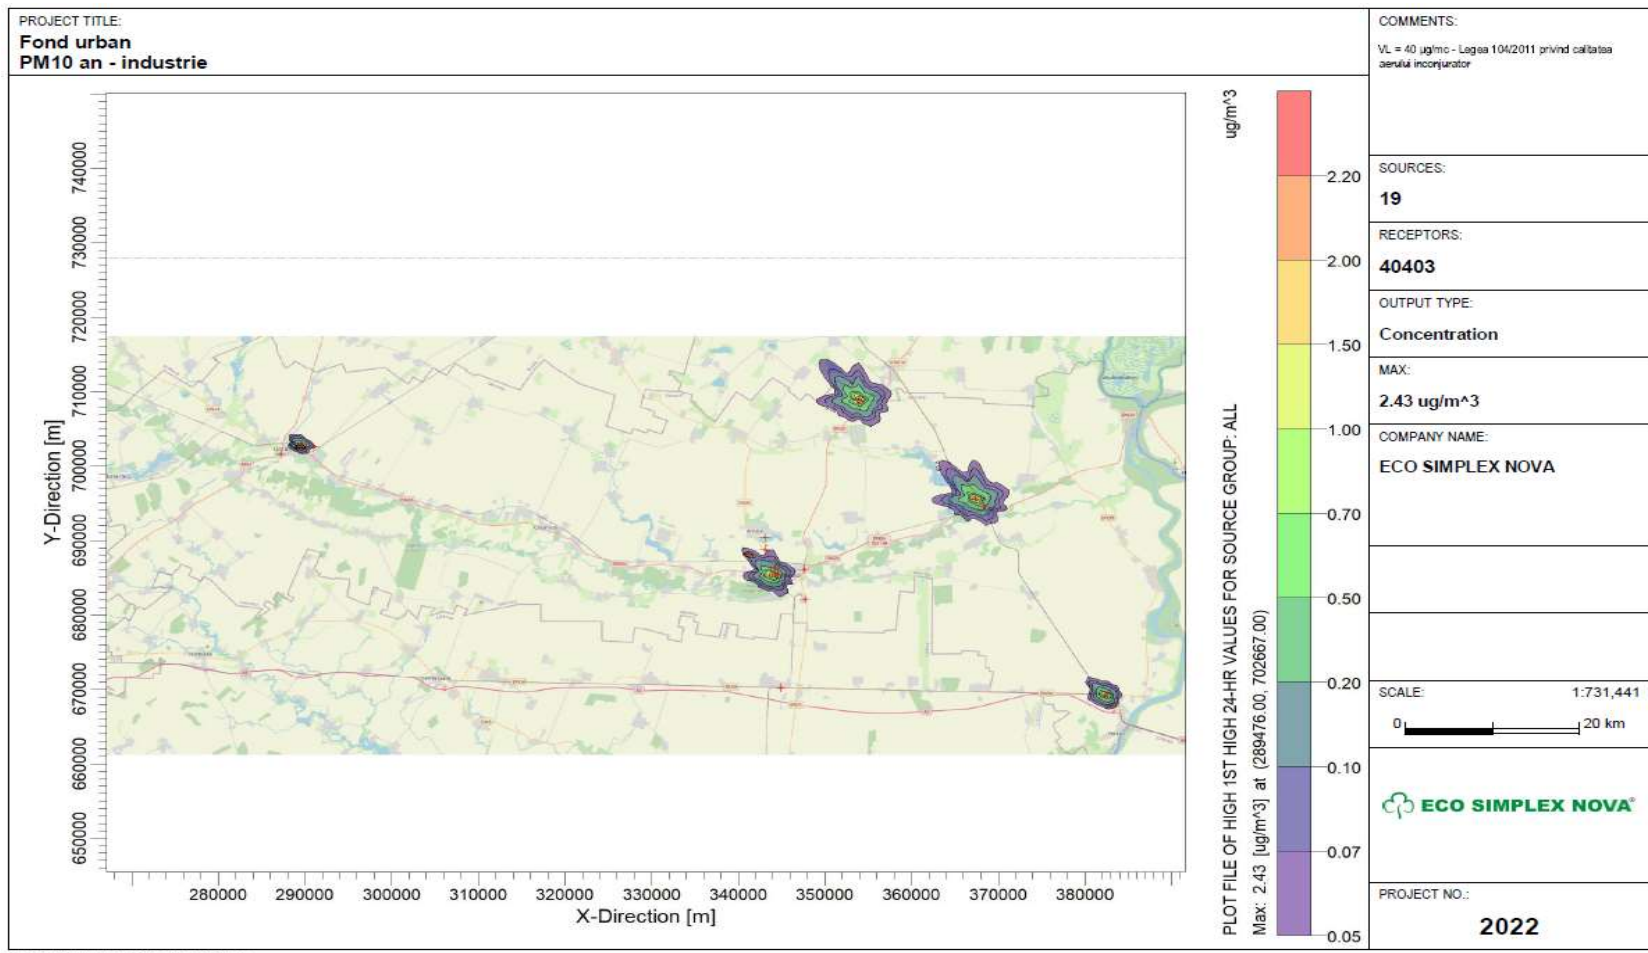 PROJECT TITLE:
Fond urban
PM10 an - industrie
COMMENTS:
VL = 40 µg/mc - Legea 104/2011 privind calitatea
aerului inconjurator
SOURCES:
19
RECEPTORS:
40403
OUTPUT TYPE:
Concentration
MAX:
2.43 ug/m^3
COMPANY NAME:
ECO SIMPLEX NOVA
SCALE:
1:731,441
0
20 km
ECO SIMPLEX NOVA®
PROJECT NO.:
2022
Y-Direction [m]
740000
730000
720000
710000
700000
690000
680000
670000
660000
650000
280000
290000
300000
310000
320000
330000
340000
350000
360000
370000
380000
X-Direction [m]
PLOT FILE OF HIGH 1ST HIGH 24-HR VALUES FOR SOURCE GROUP: ALL
Max: 2.43 [ug/m^3] at (289476.00, 702667.00)
ug/m^3
2.20
2.00
1.50
1.00
0.70
0.50
0.20
0.10
0.07
0.05